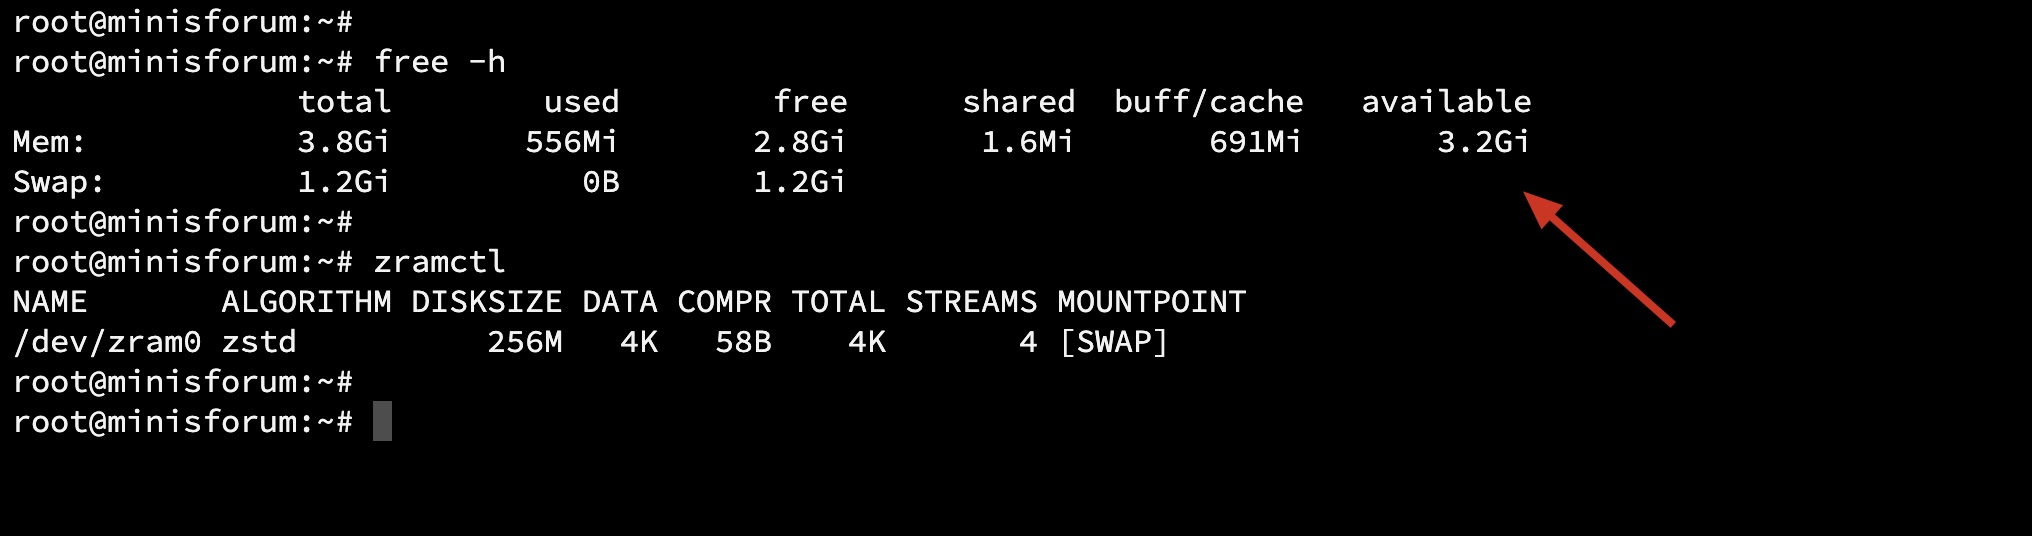 root@minisforum:~#
root@minisforum:~# free -h
               total        used        free      shared  buff/cache   available
Mem:           3.8Gi       556Mi       2.8Gi       1.6Mi       691Mi       3.2Gi
Swap:          1.2Gi          0B       1.2Gi
root@minisforum:~#
root@minisforum:~# zramctl
NAME       ALGORITHM DISKSIZE DATA COMPR TOTAL STREAMS MOUNTPOINT
/dev/zram0 zstd          256M   4K   58B    4K       4 [SWAP]
root@minisforum:~#
root@minisforum:~#